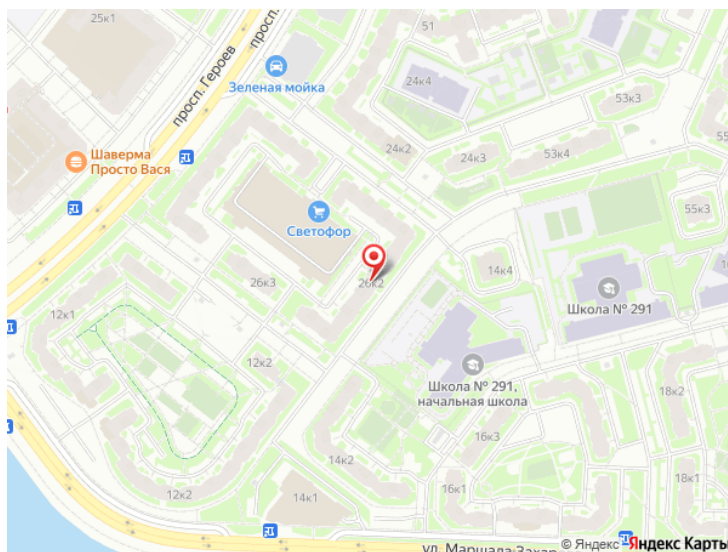 25к1
просп. Героев
просп.
51
24к4
Зеленая мойка
53к3
Шаверма
Просто Вася
24к2
24к3
53к4
55
55к3
Светофор
26к3
26к2
14к4
Школа № 291
12к1
12к2
Школа № 291,
начальная школа
18к2
14к2
16к3
12к2
14к1
16к1
18к1
ул. Маршала Захар
© Яндекс Яндекс Карты